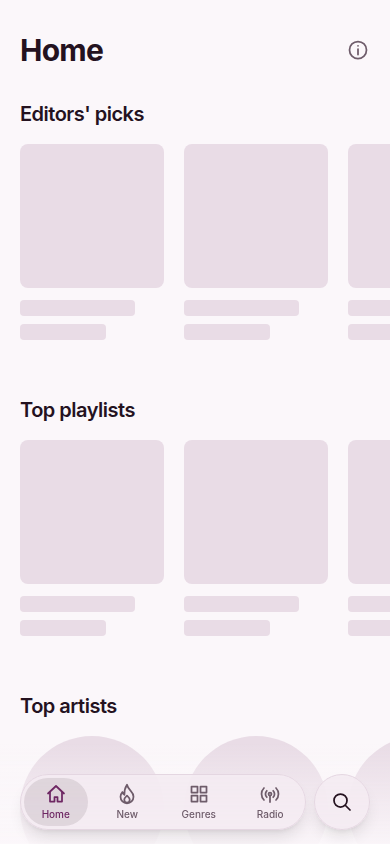 Home
Editors' picks
Top playlists
Top artists
Home
New
Genres
Radio